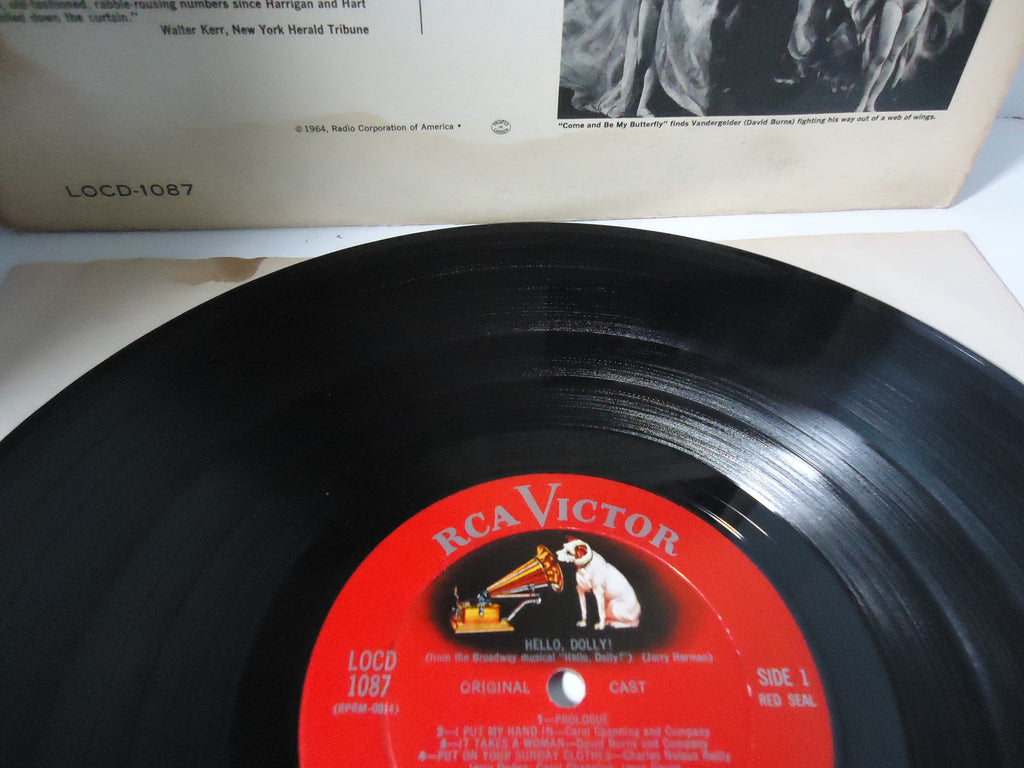 old-fashioned, rabble-rousing numbers since Harrigan and Hart
rolled down the curtain."
Walter Kerr, New York Herald Tribune
© 1964, Radio Corporation of America •
"Come and Be My Butterfly" finds Vandergelder (David Burns) fighting his way out of a web of wings.
LOCD-1087
RCA VICTOR
HELLO, DOLLY!
(from the Broadway musical "Hello, Dolly!") (Jerry Herman)
LOCD
1087
(RPRM-0014)
ORIGINAL CAST
SIDE 1
RED SEAL
1—PROLOGUE
2—I PUT MY HAND IN—Carol Channing and Company
3—IT TAKES A WOMAN—David Burns and Company
4—PUT ON YOUR SUNDAY CLOTHES—Charles Nelson Reilly